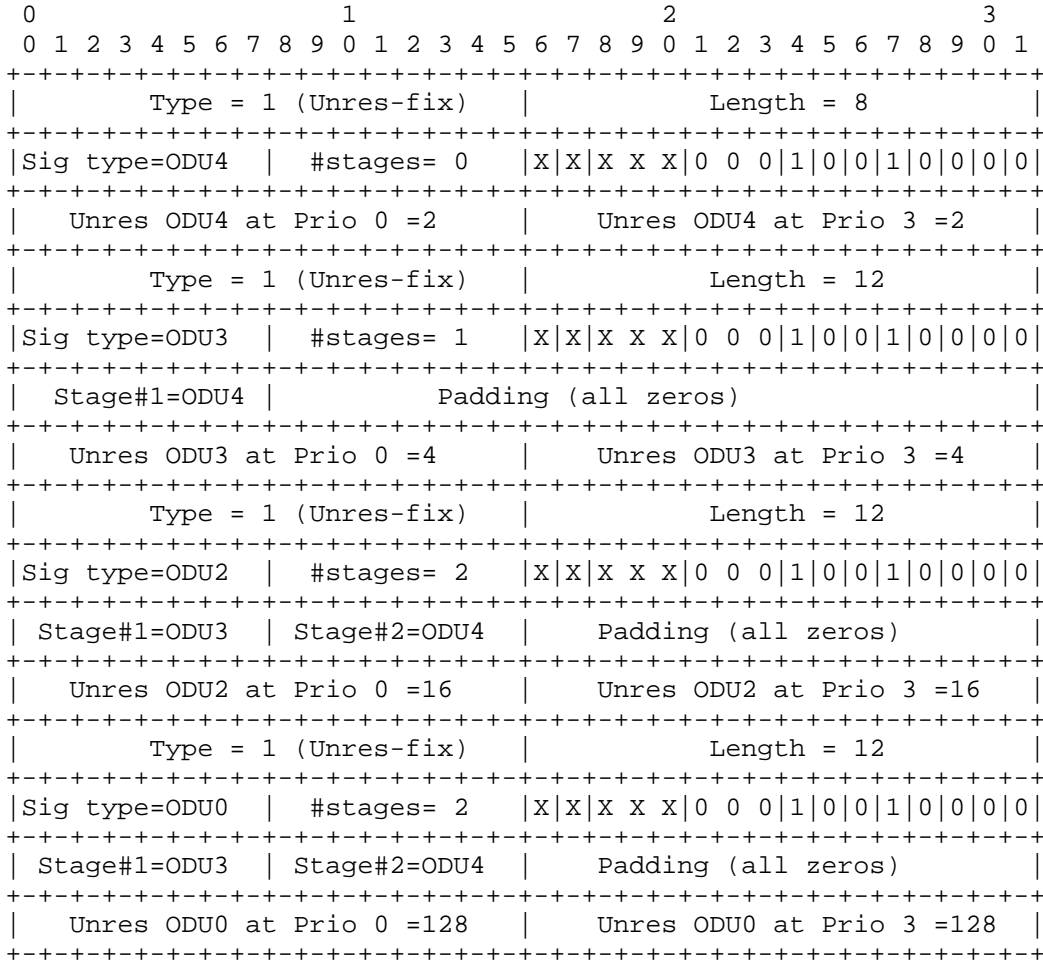 0                   1                   2                   3
 0 1 2 3 4 5 6 7 8 9 0 1 2 3 4 5 6 7 8 9 0 1 2 3 4 5 6 7 8 9 0 1
+-+-+-+-+-+-+-+-+-+-+-+-+-+-+-+-+-+-+-+-+-+-+-+-+-+-+-+-+-+-+-+-+
|        Type = 1 (Unres-fix)   |           Length = 8          |
+-+-+-+-+-+-+-+-+-+-+-+-+-+-+-+-+-+-+-+-+-+-+-+-+-+-+-+-+-+-+-+-+
|Sig type=ODU4  |  #stages= 0   |X|X|X X X|0 0 0|1|0|0|1|0|0|0|0|
+-+-+-+-+-+-+-+-+-+-+-+-+-+-+-+-+-+-+-+-+-+-+-+-+-+-+-+-+-+-+-+-+
|   Unres ODU4 at Prio 0 =2     |    Unres ODU4 at Prio 3 =2    |
+-+-+-+-+-+-+-+-+-+-+-+-+-+-+-+-+-+-+-+-+-+-+-+-+-+-+-+-+-+-+-+-+
|        Type = 1 (Unres-fix)   |           Length = 12         |
+-+-+-+-+-+-+-+-+-+-+-+-+-+-+-+-+-+-+-+-+-+-+-+-+-+-+-+-+-+-+-+-+
|Sig type=ODU3  |  #stages= 1   |X|X|X X X|0 0 0|1|0|0|1|0|0|0|0|
+-+-+-+-+-+-+-+-+-+-+-+-+-+-+-+-+-+-+-+-+-+-+-+-+-+-+-+-+-+-+-+-+
|  Stage#1=ODU4 |          Padding (all zeros)                  |
+-+-+-+-+-+-+-+-+-+-+-+-+-+-+-+-+-+-+-+-+-+-+-+-+-+-+-+-+-+-+-+-+
|   Unres ODU3 at Prio 0 =4     |    Unres ODU3 at Prio 3 =4    |
+-+-+-+-+-+-+-+-+-+-+-+-+-+-+-+-+-+-+-+-+-+-+-+-+-+-+-+-+-+-+-+-+
|        Type = 1 (Unres-fix)   |           Length = 12         |
+-+-+-+-+-+-+-+-+-+-+-+-+-+-+-+-+-+-+-+-+-+-+-+-+-+-+-+-+-+-+-+-+
|Sig type=ODU2  |  #stages= 2   |X|X|X X X|0 0 0|1|0|0|1|0|0|0|0|
+-+-+-+-+-+-+-+-+-+-+-+-+-+-+-+-+-+-+-+-+-+-+-+-+-+-+-+-+-+-+-+-+
| Stage#1=ODU3  | Stage#2=ODU4  |    Padding (all zeros)        |
+-+-+-+-+-+-+-+-+-+-+-+-+-+-+-+-+-+-+-+-+-+-+-+-+-+-+-+-+-+-+-+-+
|   Unres ODU2 at Prio 0 =16    |    Unres ODU2 at Prio 3 =16   |
+-+-+-+-+-+-+-+-+-+-+-+-+-+-+-+-+-+-+-+-+-+-+-+-+-+-+-+-+-+-+-+-+
|        Type = 1 (Unres-fix)   |           Length = 12         |
+-+-+-+-+-+-+-+-+-+-+-+-+-+-+-+-+-+-+-+-+-+-+-+-+-+-+-+-+-+-+-+-+
|Sig type=ODU0  |  #stages= 2   |X|X|X X X|0 0 0|1|0|0|1|0|0|0|0|
+-+-+-+-+-+-+-+-+-+-+-+-+-+-+-+-+-+-+-+-+-+-+-+-+-+-+-+-+-+-+-+-+
| Stage#1=ODU3  | Stage#2=ODU4  |    Padding (all zeros)        |
+-+-+-+-+-+-+-+-+-+-+-+-+-+-+-+-+-+-+-+-+-+-+-+-+-+-+-+-+-+-+-+-+
|   Unres ODU0 at Prio 0 =128   |    Unres ODU0 at Prio 3 =128  |
+-+-+-+-+-+-+-+-+-+-+-+-+-+-+-+-+-+-+-+-+-+-+-+-+-+-+-+-+-+-+-+-+